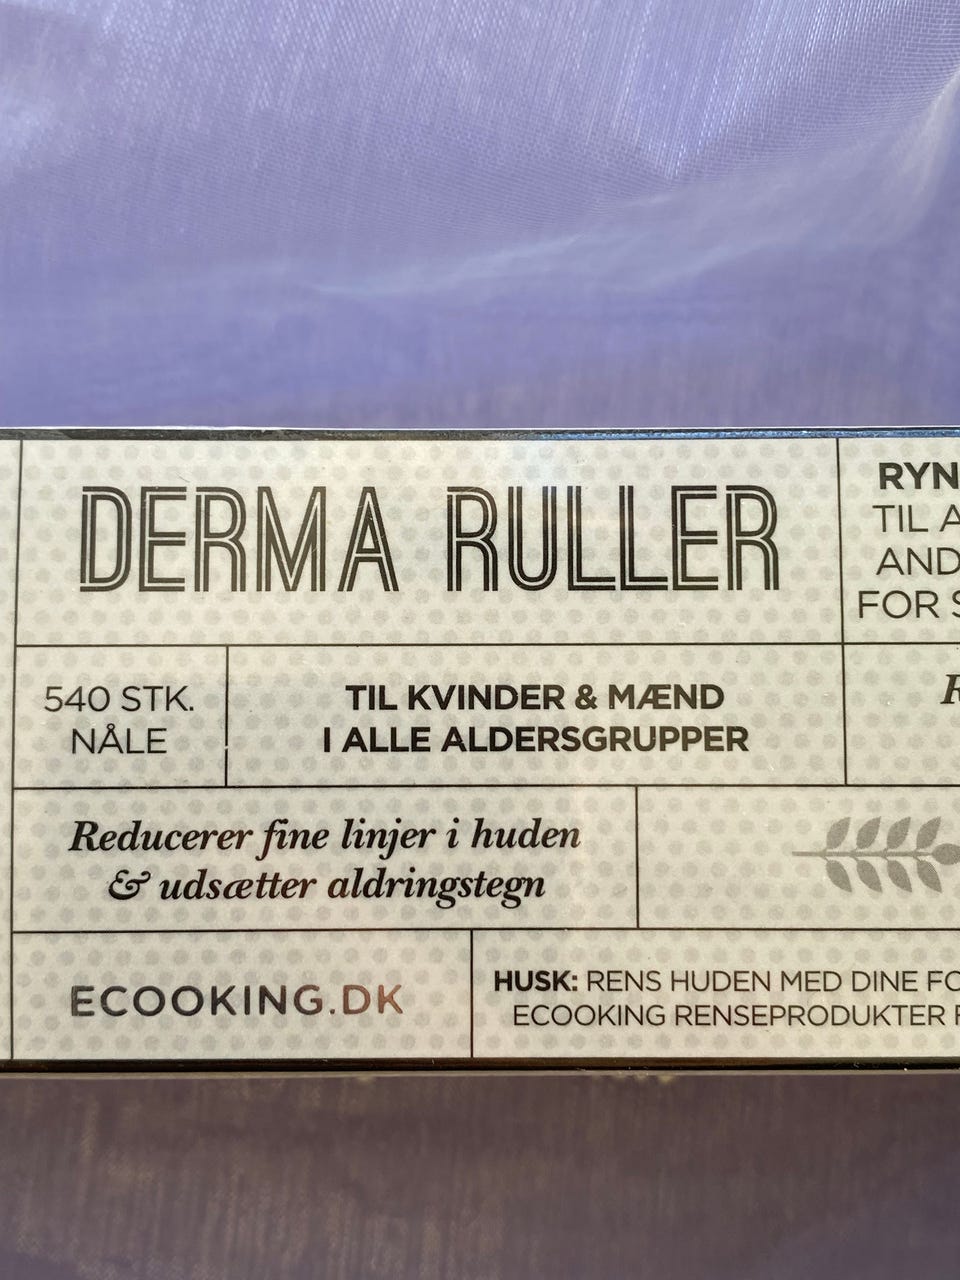 DERMA RULLER
540 STK.
NÅLE
TIL KVINDER & MÆND
I ALLE ALDERSGRUPPER
Reducerer fine linjer i huden
& udsætter aldringstegn
ECOOKING.DK
TIL
FOR
HUSK: RENS HUDEN MED DINE
ECOOKING RENSEPRODUKTER